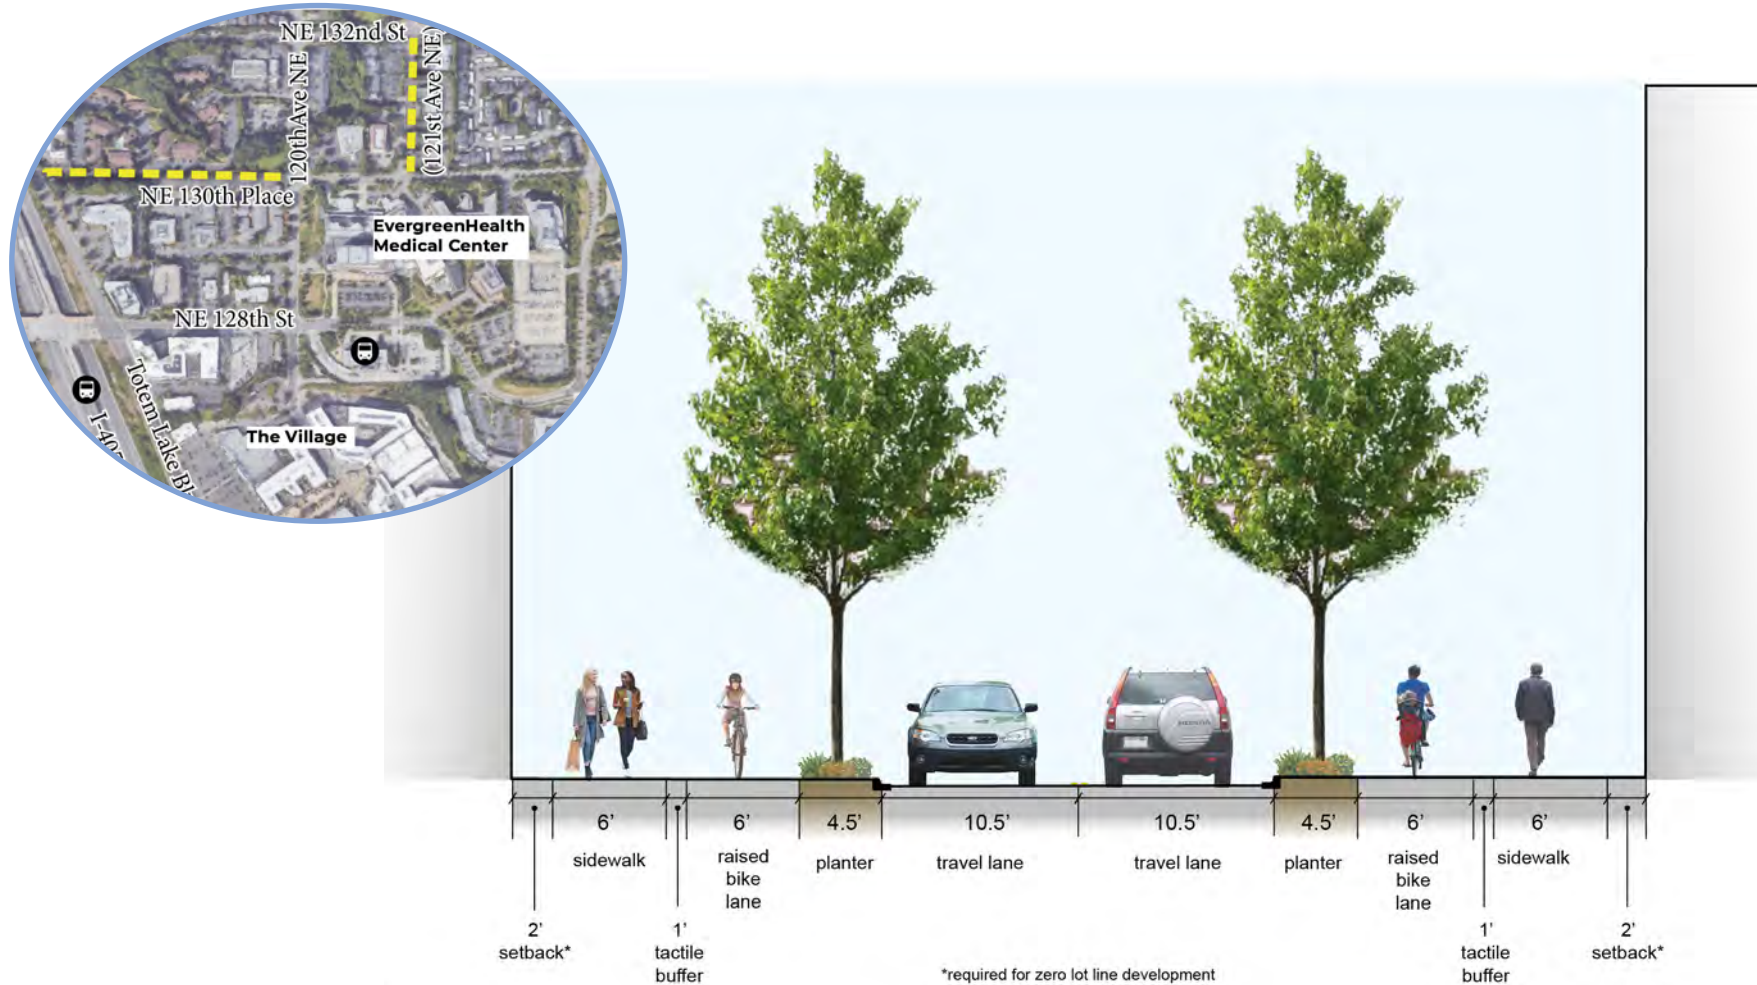 NE 132nd St
120thAve NE
(121st Ave NE)
NE 130th Place
EvergreenHealth
Medical Center
NE 128th St
Totem Lake Bl
I-40
The Village
HONDA
6'
6'
4.5'
10.5'
10.5'
4.5'
6'
6'
sidewalk
raised
bike
lane
planter
travel lane
travel lane
planter
raised
bike
lane
sidewalk
2'
setback*
1'
tactile
buffer
1'
tactile
buffer
2'
setback*
*required for zero lot line development